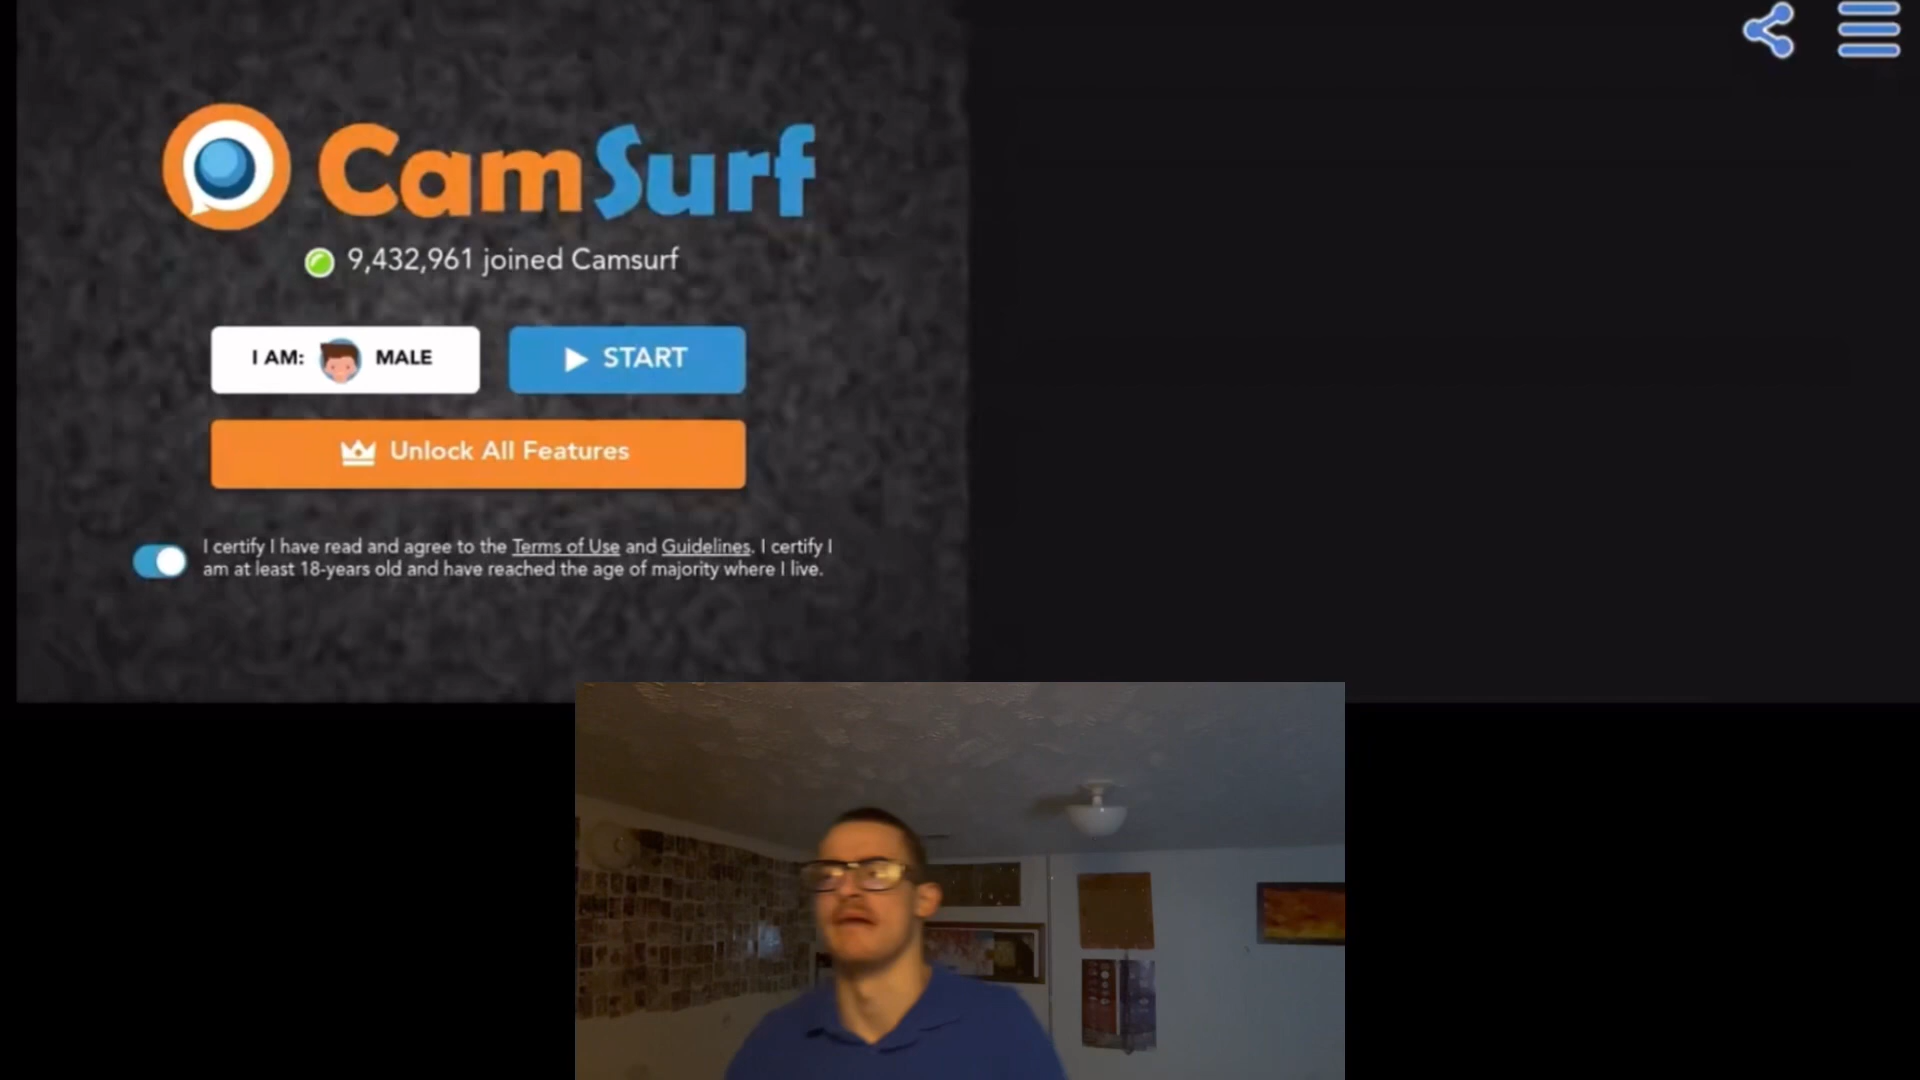 CamSurf
9,432,961 joined Camsurf
I AM: MALE
START
Unlock All Features
I certify I have read and agree to the Terms of Use and Guidelines. I certify I
am at least 18-years old and have reached the age of majority where I live.